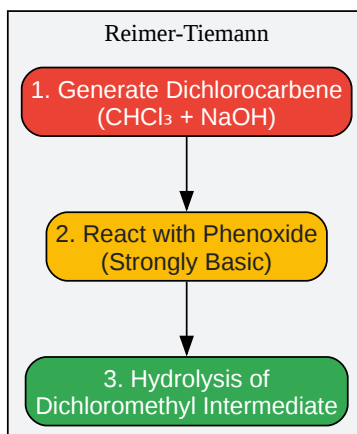 Reimer-Tiemann
1. Generate Dichlorocarbene
(CHCl₃ + NaOH)
2. React with Phenoxide
(Strongly Basic)
3. Hydrolysis of
Dichloromethyl Intermediate